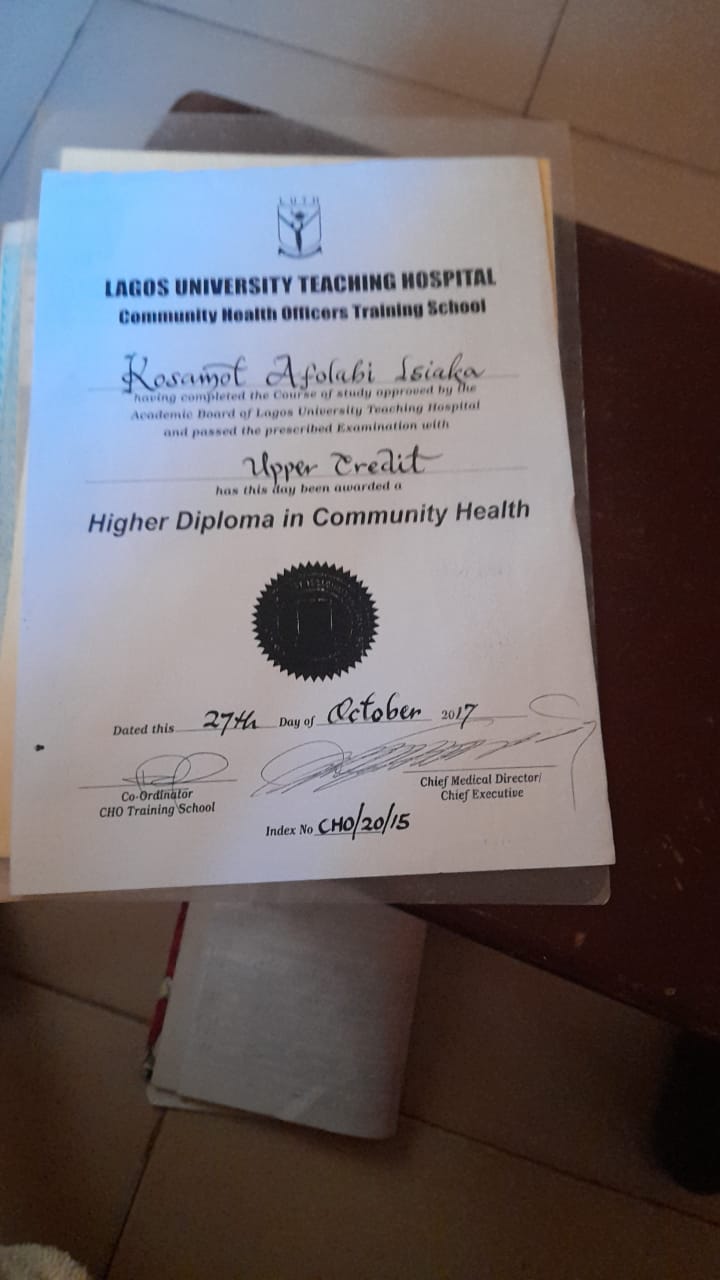 LUTH
LAGOS UNIVERSITY TEACHING HOSPITAL
Community Health Officers Training School
Kosamot Afolabi Isiaka
having completed the Course of study approved by the
Academic Board of Lagos University Teaching Hospital
and passed the prescribed Examination with
Upper Credit
has this day been awarded a
Higher Diploma in Community Health
Dated this 27th Day of October 2017
Co-Ordinator
CHO Training School
Chief Medical Director/
Chief Executive
Index No CHO/20/15